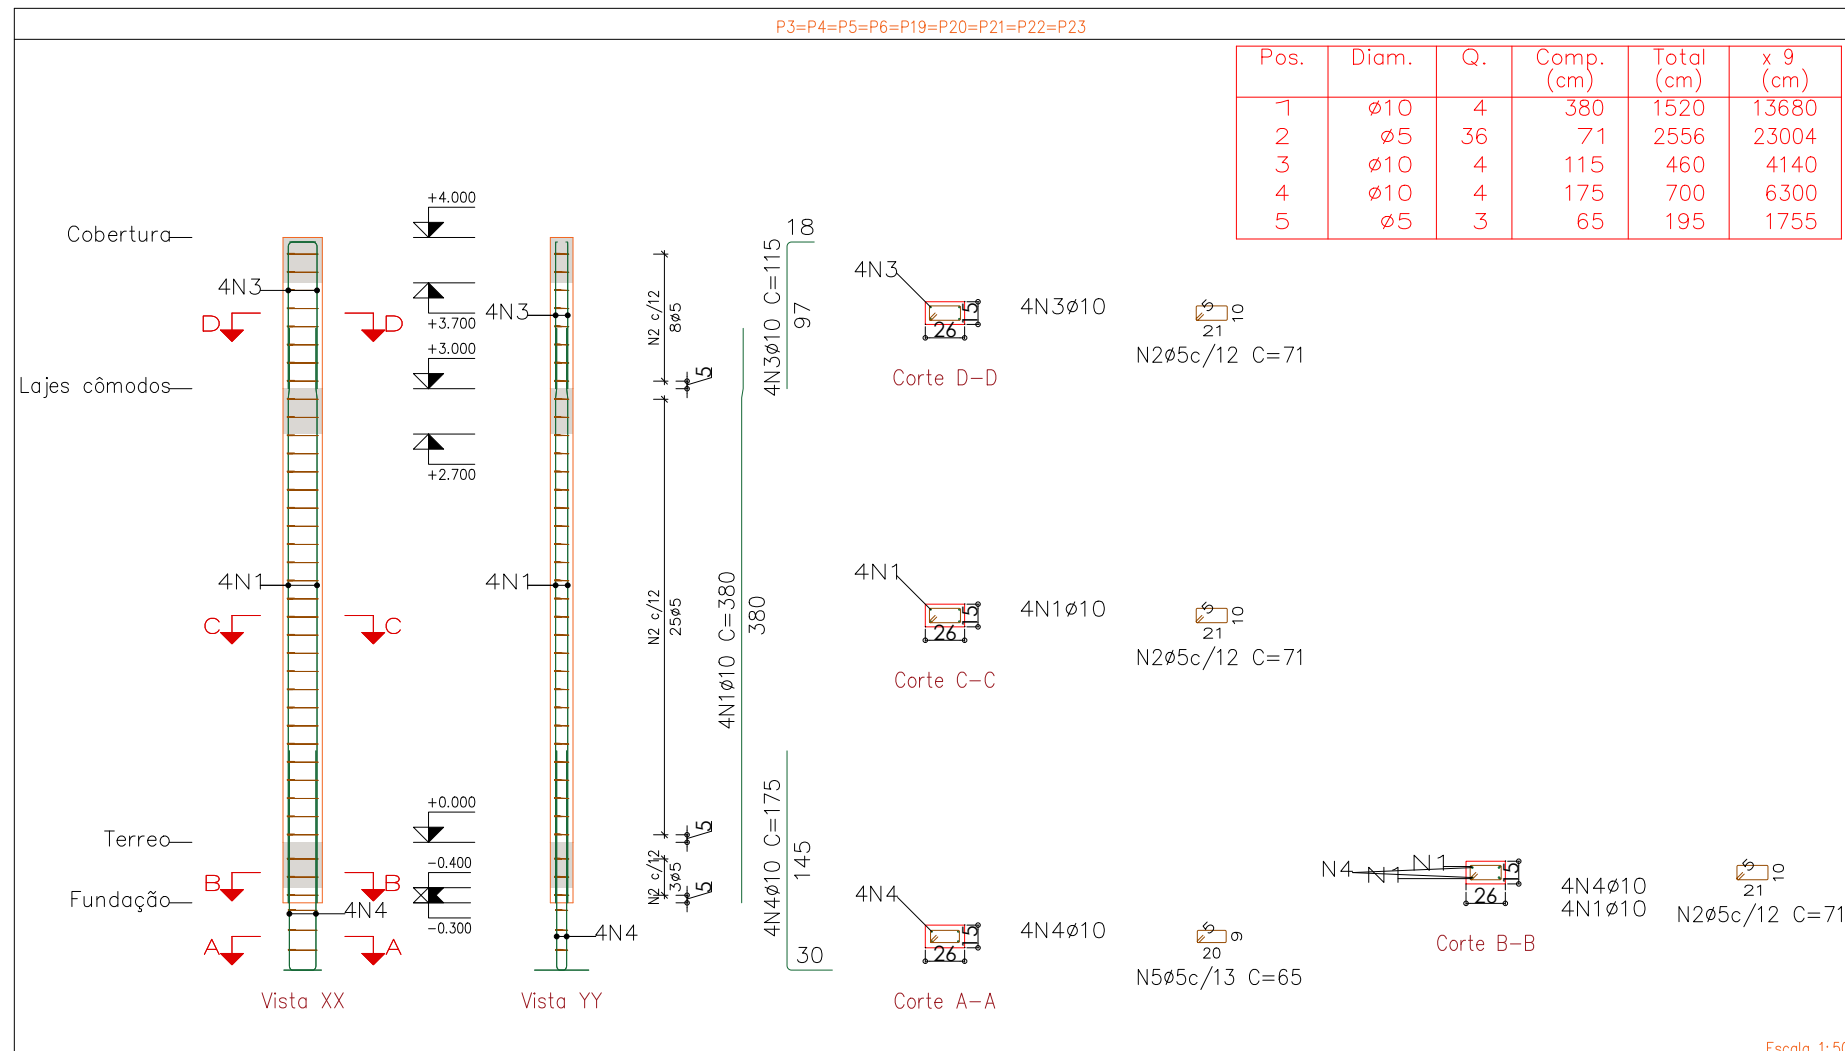 P3=P4=P5=P6=P19=P20=P21=P22=P23
Pos. Diam. Q. Comp. (cm) Total (cm) x 9 (cm)
1 ø10 4 380 1520 13680
2 ø5 36 71 2556 23004
3 ø10 4 115 460 4140
4 ø10 4 175 700 6300
5 ø5 3 65 195 1755
Cobertura
Lajes cômodos
Terreo
Fundação
4N3
D D
4N1
C C
B B
4N4
A A
Vista XX
+4.000
+3.700
+3.000
+2.700
+0.000
-0.400
-0.300
4N3
4N1
4N4
Vista YY
N2 c/12
8ø5
5
N2 c/12
25ø5
5
N2 c/12
3ø5
5
4N1ø10 C=380
380
18
4N3ø10 C=115
97
4N4ø10 C=175
145
30
4N3
26
15
4N3ø10
Corte D-D
5
21
10
N2ø5c/12 C=71
4N1
26
15
4N1ø10
Corte C-C
5
21
10
N2ø5c/12 C=71
4N4
26
15
4N4ø10
Corte A-A
5
20
9
N5ø5c/13 C=65
N4
N1
N1
26
15
4N4ø10
4N1ø10
Corte B-B
5
21
10
N2ø5c/12 C=71
Escala 1:50